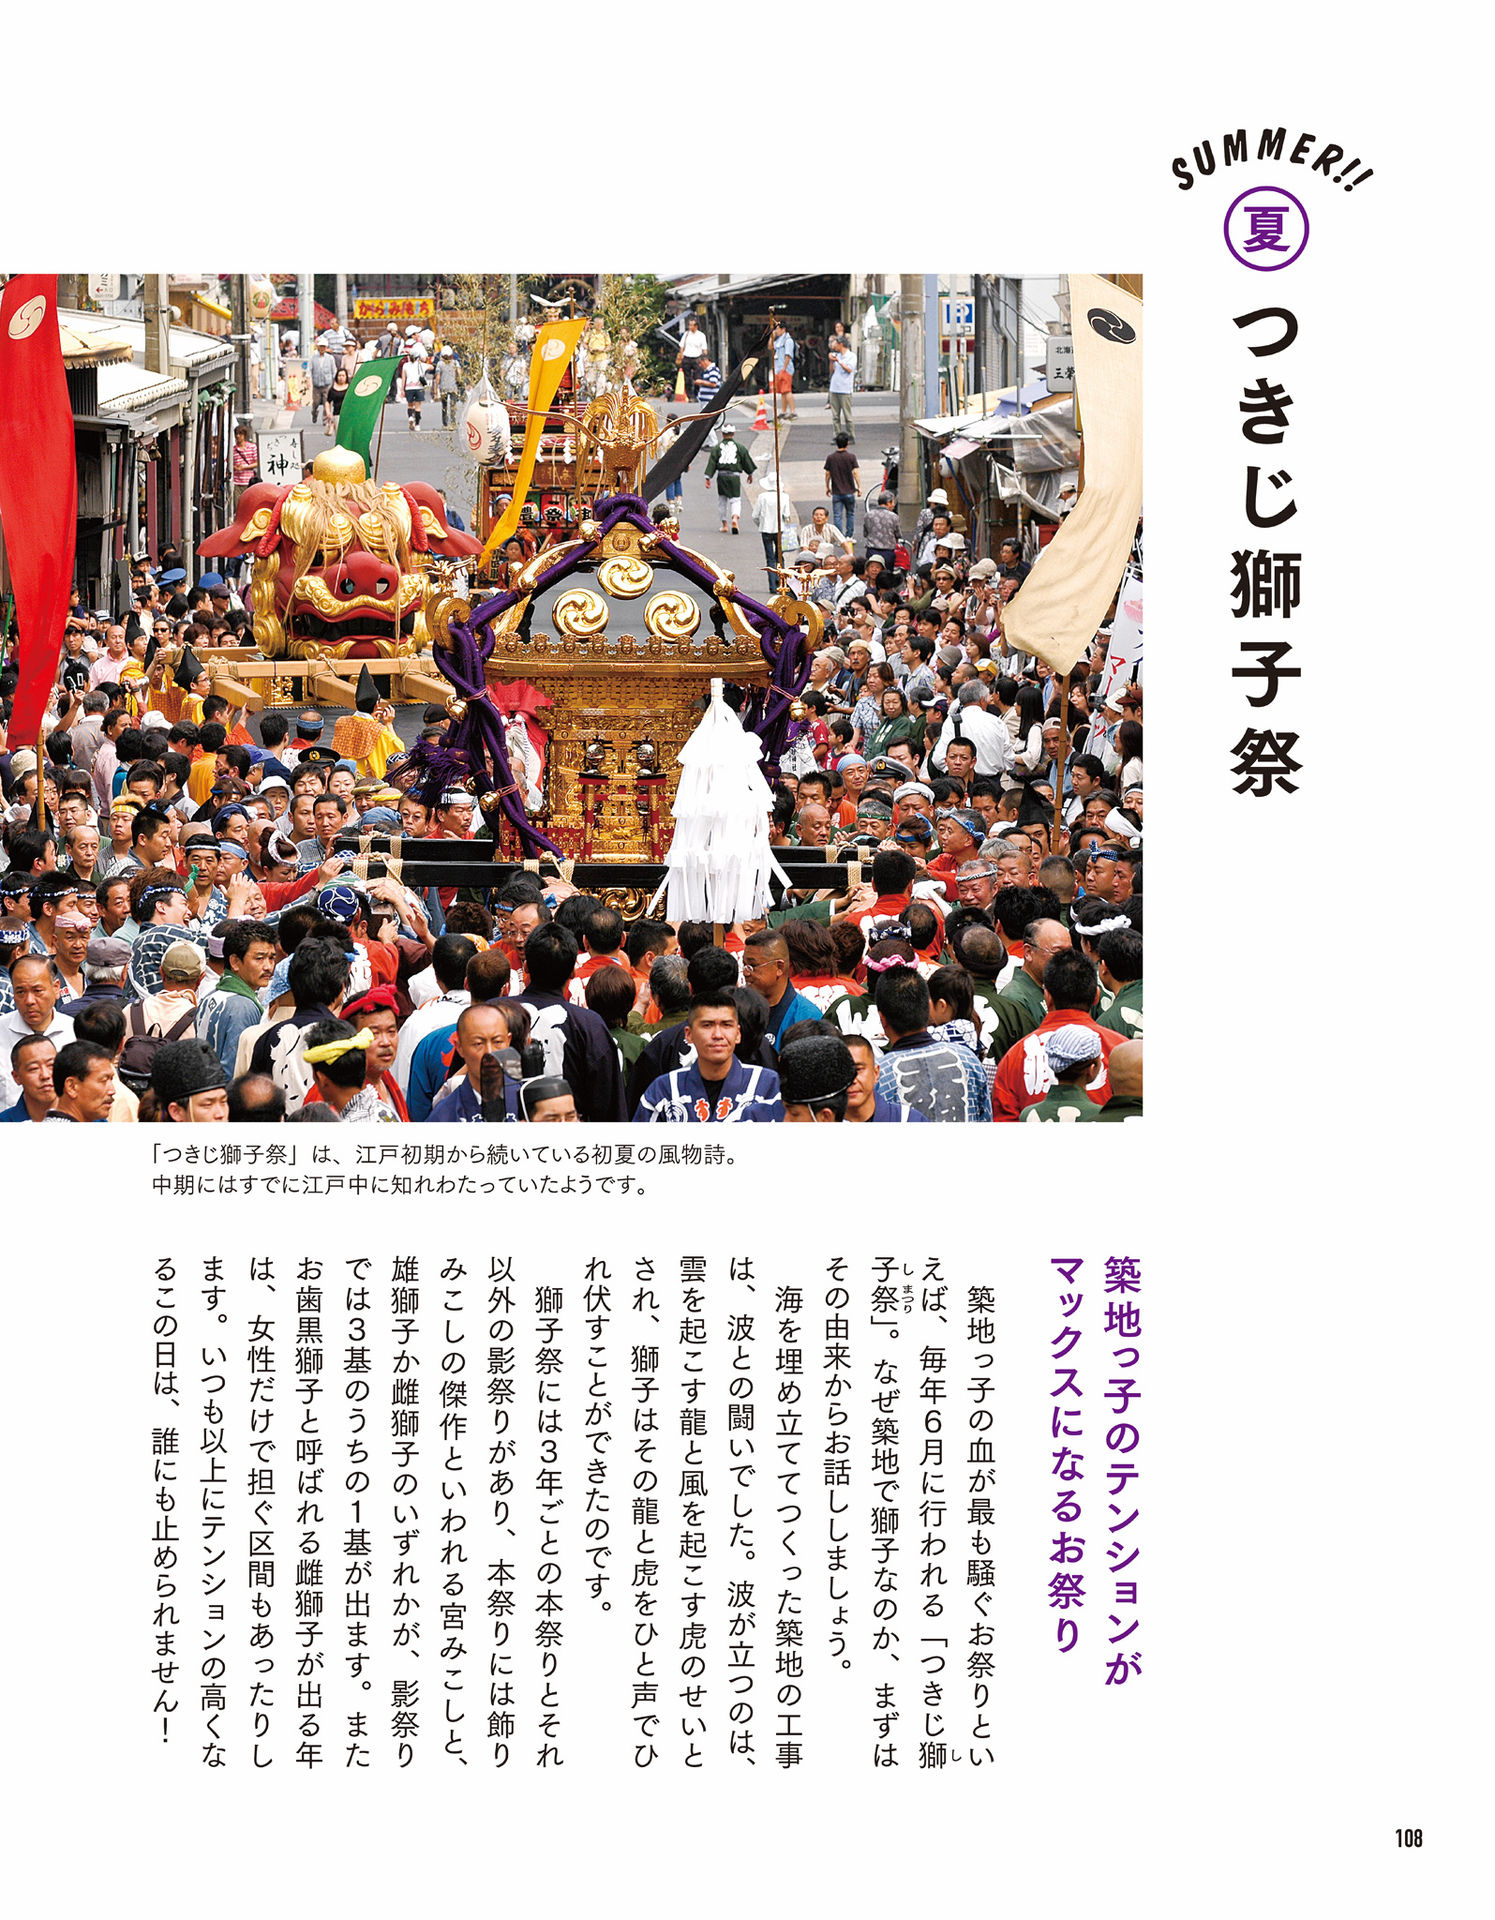 SUMMER!!
夏
つきじ獅子祭
「つきじ獅子祭」は、江戸初期から続いている初夏の風物詩。
中期にはすでに江戸中に知れわたっていたようです。
築地っ子のテンションが
マックスになるお祭り
築地っ子の血が最も騒ぐお祭りとい
えば、毎年6月に行われる「つきじ獅
子祭」。なぜ築地で獅子なのか、まずは
その由来からお話ししましょう。
海を埋め立ててつくった築地の工事
は、波との闘いでした。波が立つのは、
雲を起こす龍と風を起こす虎のせいと
され、獅子はその龍と虎をひと声でひ
れ伏すことができたのです。
獅子祭には3年ごとの本祭りとそれ
以外の影祭りがあり、本祭りには飾り
みこしの傑作といわれる宮みこしと、
雄獅子か雌獅子のいずれかが、影祭り
では3基のうちの1基が出ます。また
お歯黒獅子と呼ばれる雌獅子が出る年
は、女性だけで担ぐ区間もあったりし
ます。いつも以上にテンションの高くな
るこの日は、誰にも止められません！
108